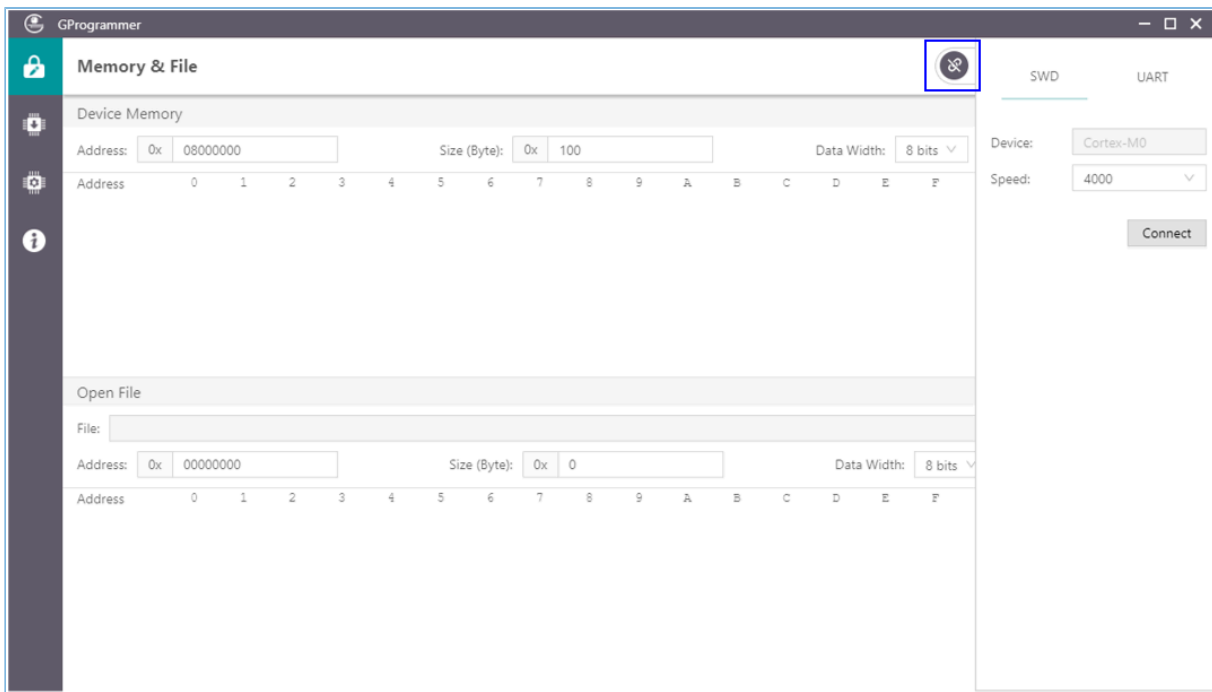 GProgrammer
Memory & File
SWD UART
Device Memory
Address: 0x 08000000 Size (Byte): 0x 100 Data Width: 8 bits
Address 0 1 2 3 4 5 6 7 8 9 A B C D E F
Device: Cortex-M0
Speed: 4000
Connect
Open File
File:
Address: 0x 00000000 Size (Byte): 0x 0 Data Width: 8 bits
Address 0 1 2 3 4 5 6 7 8 9 A B C D E F